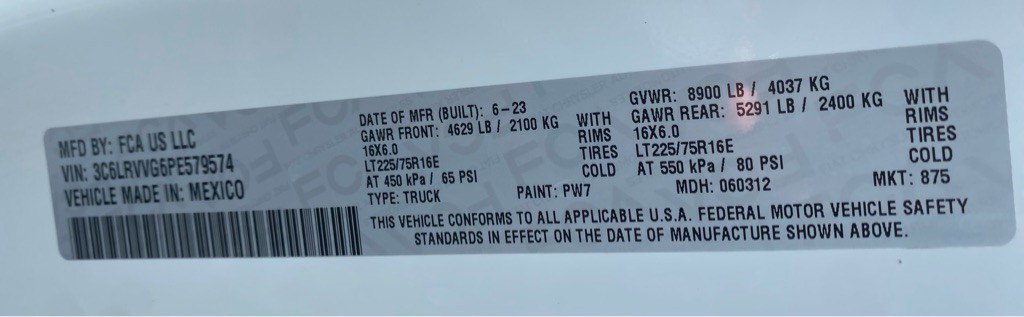 MFD BY: FCA US LLC
VIN: 3C6LRVVG6PE579574
VEHICLE MADE IN: MEXICO
DATE OF MFR (BUILT): 6-23
GAWR FRONT: 4629 LB / 2100 KG WITH
16X6.0 RIMS
LT225/75R16E TIRES
AT 450 kPa / 65 PSI COLD
TYPE: TRUCK PAINT: PW7
GVWR: 8900 LB / 4037 KG
GAWR REAR: 5291 LB / 2400 KG WITH
16X6.0 RIMS
LT225/75R16E TIRES
AT 550 kPa / 80 PSI COLD
MDH: 060312 MKT: 875
THIS VEHICLE CONFORMS TO ALL APPLICABLE U.S.A. FEDERAL MOTOR VEHICLE SAFETY
STANDARDS IN EFFECT ON THE DATE OF MANUFACTURE SHOWN ABOVE.